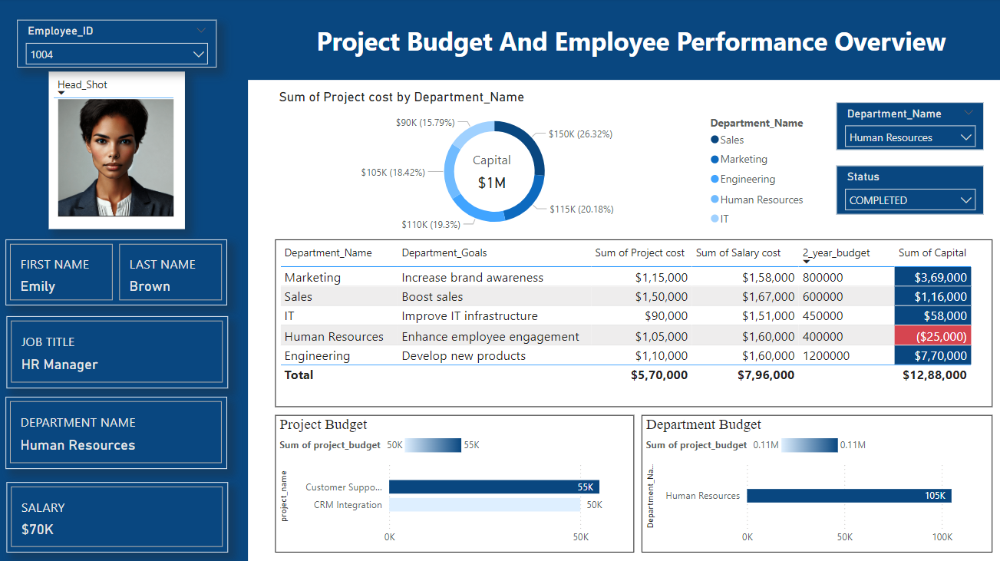 Employee_ID
1004
Project Budget And Employee Performance Overview
Head_Shot
FIRST NAME
Emily
LAST NAME
Brown
JOB TITLE
HR Manager
DEPARTMENT NAME
Human Resources
SALARY
$70K
Sum of Project cost by Department_Name
$90K (15.79%)
$150K (26.32%)
$105K (18.42%)
Capital
$1M
$115K (20.18%)
$110K (19.3%)
Department_Name
Sales
Marketing
Engineering
Human Resources
IT
Department_Name
Human Resources
Status
COMPLETED
Department_Name Department_Goals Sum of Project cost Sum of Salary cost 2_year_budget Sum of Capital
Marketing Increase brand awareness $1,15,000 $1,58,000 800000 $3,69,000
Sales Boost sales $1,50,000 $1,67,000 600000 $1,16,000
IT Improve IT infrastructure $90,000 $1,51,000 450000 $58,000
Human Resources Enhance employee engagement $1,05,000 $1,60,000 400000 ($25,000)
Engineering Develop new products $1,10,000 $1,60,000 1200000 $7,70,000
Total $5,70,000 $7,96,000 $12,88,000
Project Budget
Sum of project_budget 50K 55K
project_name
Customer Suppo... 55K
CRM Integration 50K
0K 50K
Department Budget
Sum of project_budget 0.11M 0.11M
Department_Na...
Human Resources 105K
0K 50K 100K